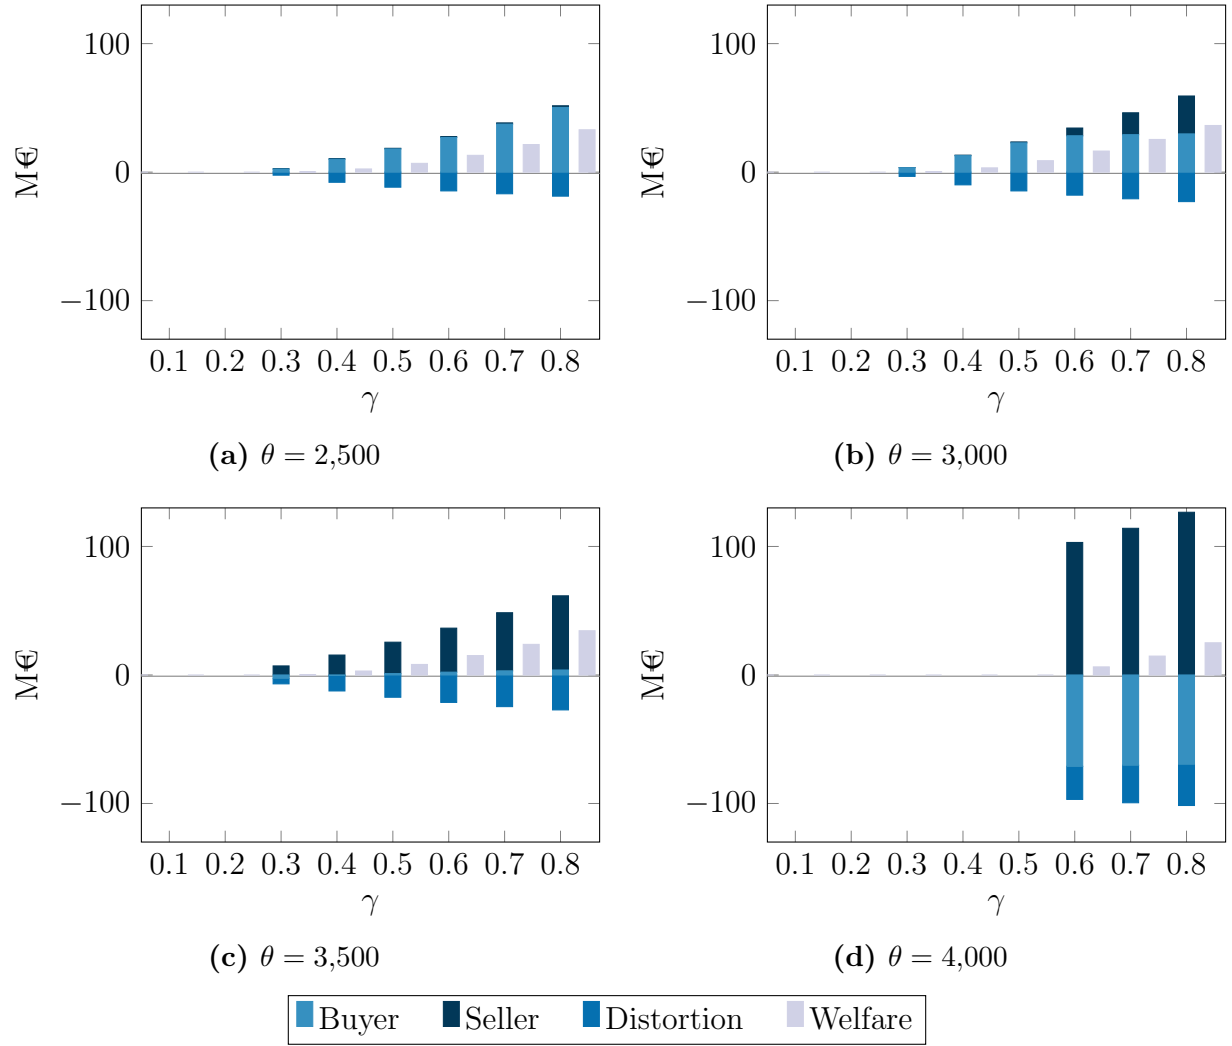 100
0
−100
M€
0.1 0.2 0.3 0.4 0.5 0.6 0.7 0.8
γ
(a) θ = 2,500
100
0
−100
M€
0.1 0.2 0.3 0.4 0.5 0.6 0.7 0.8
γ
(b) θ = 3,000
100
0
−100
M€
0.1 0.2 0.3 0.4 0.5 0.6 0.7 0.8
γ
(c) θ = 3,500
100
0
−100
M€
0.1 0.2 0.3 0.4 0.5 0.6 0.7 0.8
γ
(d) θ = 4,000
Buyer Seller Distortion Welfare